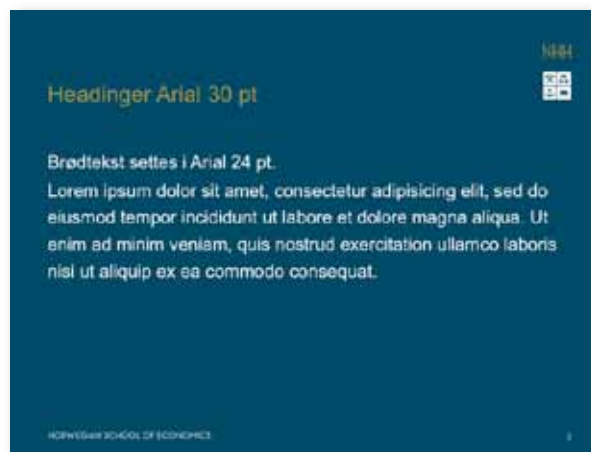 NHH
Headinger Arial 30 pt
Brødtekst settes i Arial 24 pt.
Lorem ipsum dolor sit amet, consectetur adipisicing elit, sed do
eiusmod tempor incididunt ut labore et dolore magna aliqua. Ut
enim ad minim veniam, quis nostrud exercitation ullamco laboris
nisi ut aliquip ex ea commodo consequat.
NORWEGIAN SCHOOL OF ECONOMICS